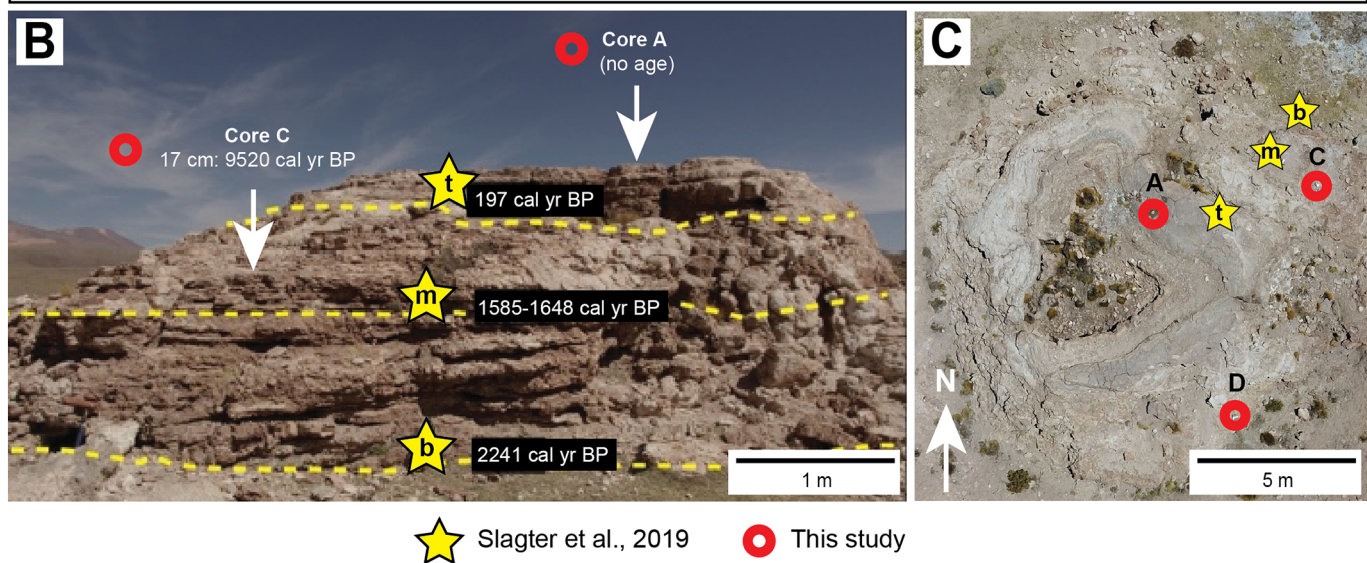 B
Core A
(no age)
Core C
17 cm: 9520 cal yr BP
t
197 cal yr BP
m
1585-1648 cal yr BP
b
2241 cal yr BP
1 m
C
b
m
C
A
t
D
N
5 m
Slagter et al., 2019
This study